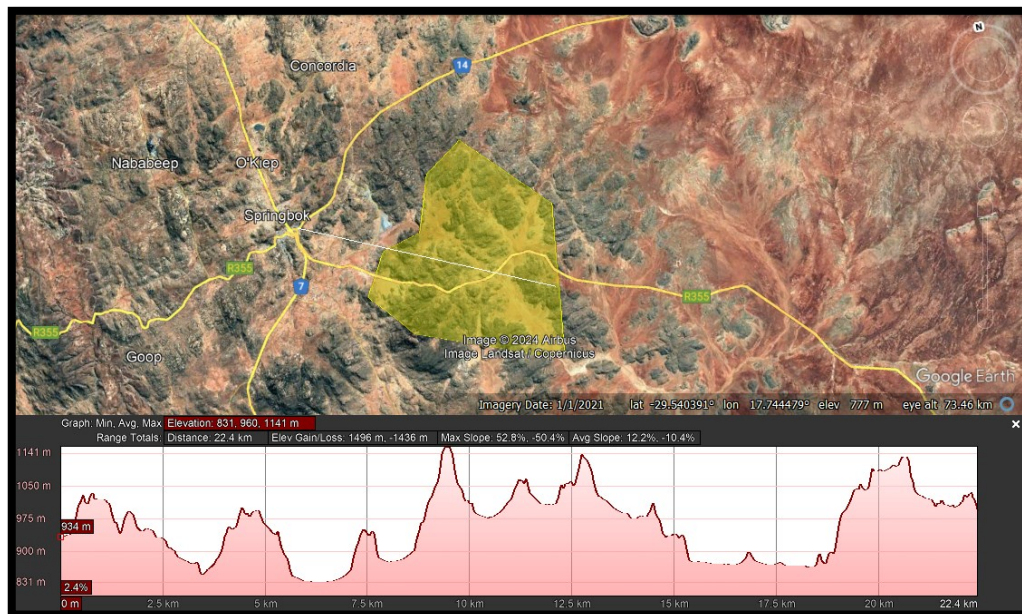 N
Concordia
14
Nababeep
O'Kiep
Springbok
R355
7
R355
R355
Goop
Image © 2024 Airbus
Image Landsat / Copernicus
Google Earth
Imagery Date: 1/1/2021 lat -29.540391° lon 17.744479° elev 777 m eye alt 73.46 km
Graph: Min, Avg, Max Elevation: 831, 960, 1141 m
Range Totals: Distance: 22.4 km Elev Gain/Loss: 1496 m, -1436 m Max Slope: 52.8%, -50.4% Avg Slope: 12.2%, -10.4%
1141 m
1050 m
975 m
934 m
900 m
831 m
2.4%
0 m 2.5 km 5 km 7.5 km 10 km 12.5 km 15 km 17.5 km 20 km 22.4 km